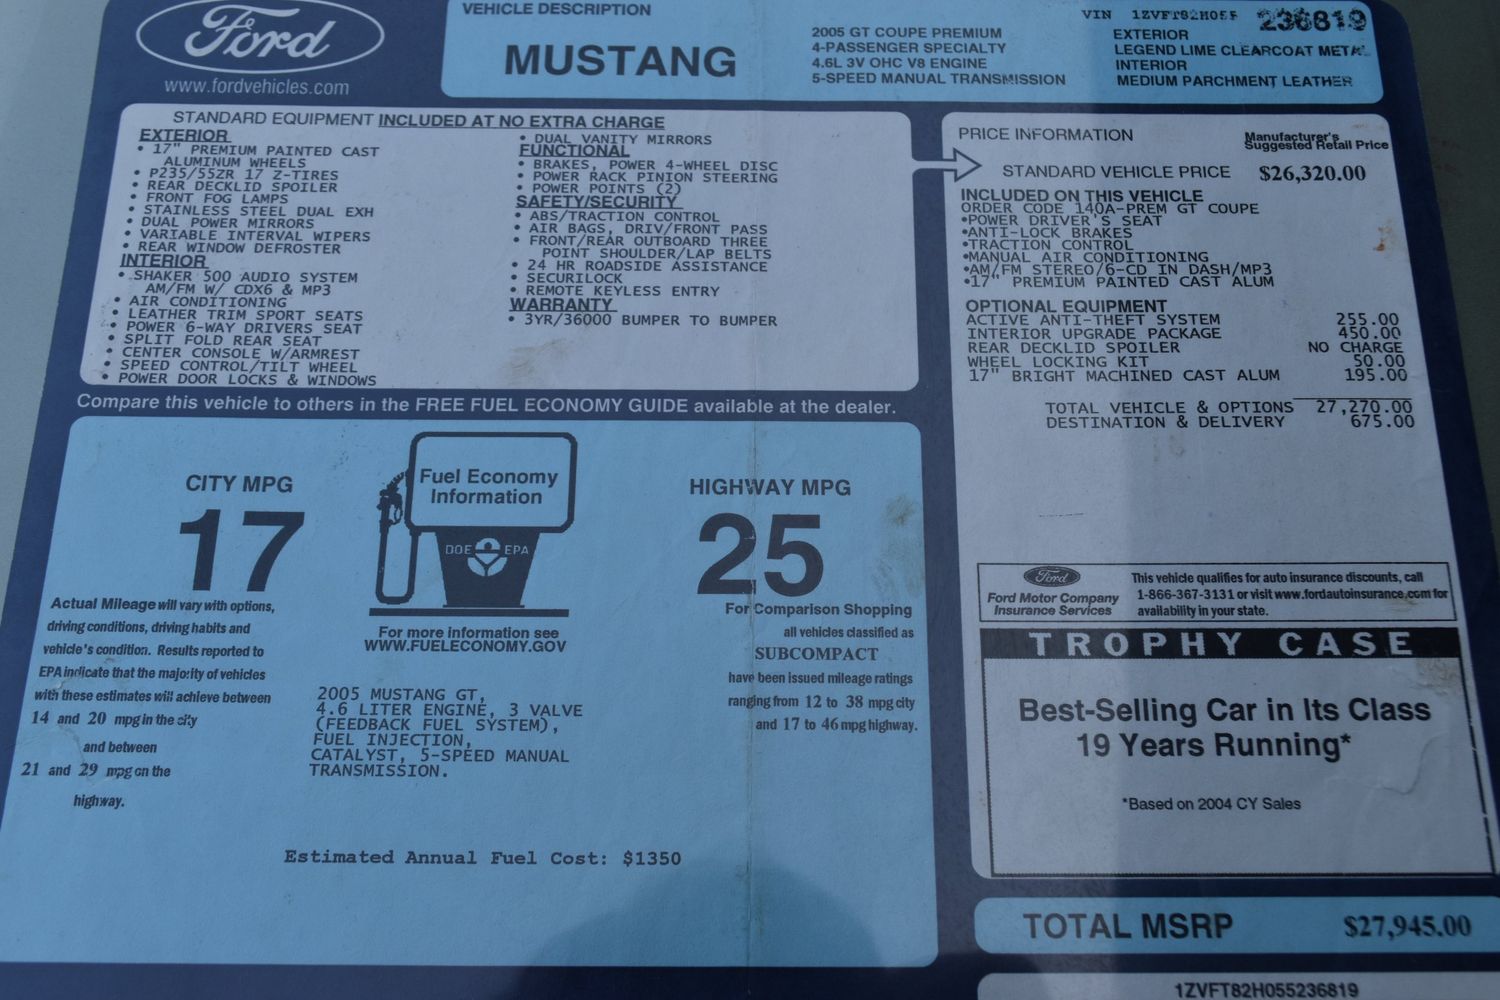 Ford
www.fordvehicles.com
VEHICLE DESCRIPTION
MUSTANG
2005 GT COUPE PREMIUM
4-PASSENGER SPECIALTY
4.6L 3V OHC V8 ENGINE
5-SPEED MANUAL TRANSMISSION
VIN 1ZVFT82H055 236819
EXTERIOR
LEGEND LIME CLEARCOAT METAL
INTERIOR
MEDIUM PARCHMENT LEATHER
STANDARD EQUIPMENT INCLUDED AT NO EXTRA CHARGE
EXTERIOR
• 17" PREMIUM PAINTED CAST
ALUMINUM WHEELS
• P235/55ZR 17 Z-TIRES
• REAR DECKLID SPOILER
• FRONT FOG LAMPS
• STAINLESS STEEL DUAL EXH
• DUAL POWER MIRRORS
• VARIABLE INTERVAL WIPERS
• REAR WINDOW DEFROSTER
INTERIOR
• SHAKER 500 AUDIO SYSTEM
AM/FM W/ CDX6 & MP3
• AIR CONDITIONING
• LEATHER TRIM SPORT SEATS
• POWER 6-WAY DRIVERS SEAT
• SPLIT FOLD REAR SEAT
• CENTER CONSOLE W/ARMREST
• SPEED CONTROL/TILT WHEEL
• POWER DOOR LOCKS & WINDOWS
• DUAL VANITY MIRRORS
FUNCTIONAL
• BRAKES, POWER 4-WHEEL DISC
• POWER RACK PINION STEERING
• POWER POINTS (2)
SAFETY/SECURITY
• ABS/TRACTION CONTROL
• AIR BAGS, DRIV/FRONT PASS
• FRONT/REAR OUTBOARD THREE
POINT SHOULDER/LAP BELTS
• 24 HR ROADSIDE ASSISTANCE
• SECURILOCK
• REMOTE KEYLESS ENTRY
WARRANTY
• 3YR/36000 BUMPER TO BUMPER
PRICE INFORMATION
Manufacturer's
Suggested Retail Price
STANDARD VEHICLE PRICE $26,320.00
INCLUDED ON THIS VEHICLE
ORDER CODE 140A-PREM GT COUPE
•POWER DRIVER'S SEAT
•ANTI-LOCK BRAKES
•TRACTION CONTROL
•MANUAL AIR CONDITIONING
•AM/FM STEREO/6-CD IN DASH/MP3
•17" PREMIUM PAINTED CAST ALUM
OPTIONAL EQUIPMENT
ACTIVE ANTI-THEFT SYSTEM 255.00
INTERIOR UPGRADE PACKAGE 450.00
REAR DECKLID SPOILER NO CHARGE
WHEEL LOCKING KIT 50.00
17" BRIGHT MACHINED CAST ALUM 195.00
TOTAL VEHICLE & OPTIONS 27,270.00
DESTINATION & DELIVERY 675.00
Compare this vehicle to others in the FREE FUEL ECONOMY GUIDE available at the dealer.
CITY MPG
17
Actual Mileage will vary with options,
driving conditions, driving habits and
vehicle's condition. Results reported to
EPA indicate that the majority of vehicles
with these estimates will achieve between
14 and 20 mpg in the city
and between
21 and 29 mpg on the
highway.
Fuel Economy
Information
DOE EPA
For more information see
WWW.FUELECONOMY.GOV
2005 MUSTANG GT,
4.6 LITER ENGINE, 3 VALVE
(FEEDBACK FUEL SYSTEM),
FUEL INJECTION,
CATALYST, 5-SPEED MANUAL
TRANSMISSION.
HIGHWAY MPG
25
For Comparison Shopping
all vehicles classified as
SUBCOMPACT
have been issued mileage ratings
ranging from 12 to 38 mpg city
and 17 to 46 mpg highway.
Estimated Annual Fuel Cost: $1350
Ford
Ford Motor Company
Insurance Services
This vehicle qualifies for auto insurance discounts, call
1-866-367-3131 or visit www.fordautoinsurance.com for
availability in your state.
TROPHY CASE
Best-Selling Car in Its Class
19 Years Running*
*Based on 2004 CY Sales
TOTAL MSRP $27,945.00
1ZVFT82H055236819